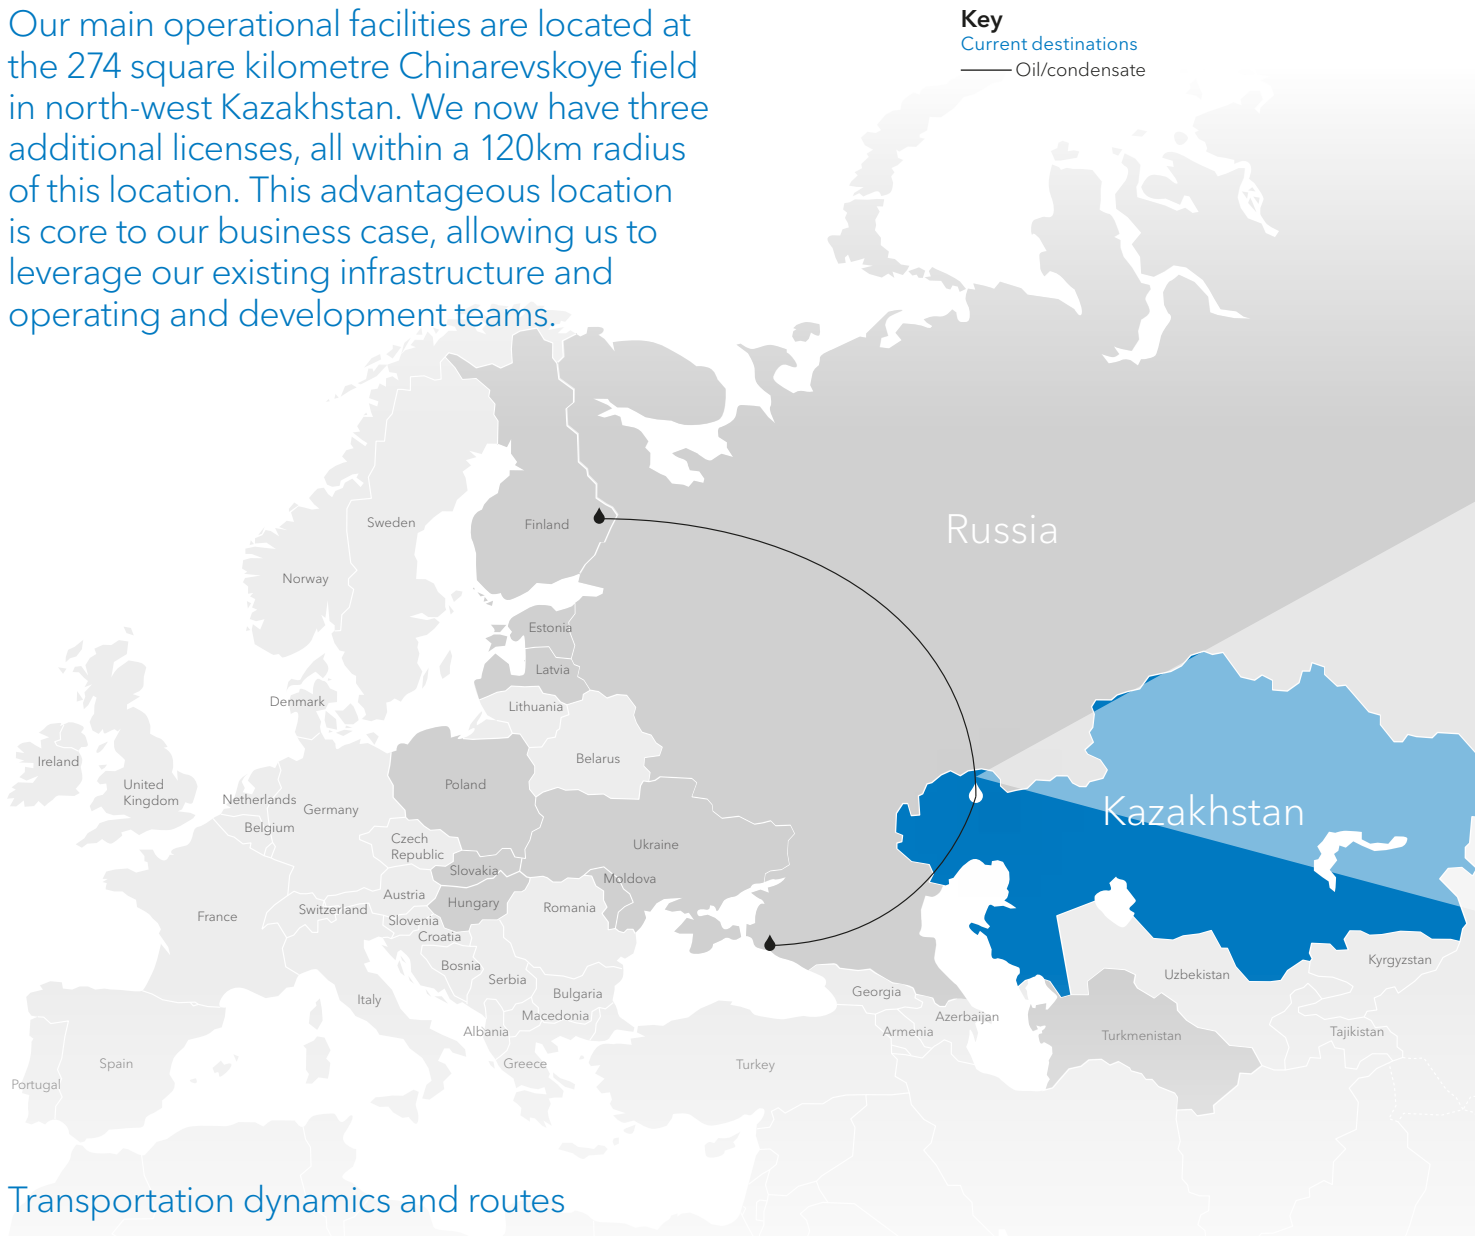 Our main operational facilities are located at
the 274 square kilometre Chinarevskoye field
in north-west Kazakhstan. We now have three
additional licenses, all within a 120km radius
of this location. This advantageous location
is core to our business case, allowing us to
leverage our existing infrastructure and
operating and development teams.
Key
Current destinations
Oil/condensate
Russia
Sweden
Finland
Norway
Estonia
Latvia
Denmark
Lithuania
Ireland
Belarus
United
Kingdom
Poland
Netherlands
Germany
Kazakhstan
Belgium
Czech
Republic
Ukraine
Slovakia
Moldova
Austria
Hungary
Switzerland
Romania
France
Slovenia
Croatia
Bosnia
Kyrgyzstan
Serbia
Uzbekistan
Italy
Bulgaria
Georgia
Macedonia
Azerbaijan
Albania
Armenia
Turkmenistan
Tajikistan
Spain
Greece
Turkey
Portugal
Transportation dynamics and routes